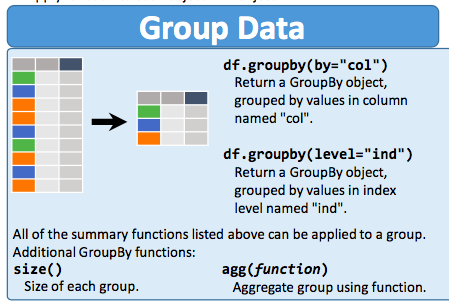 Group Data
df.groupby(by="col")
Return a GroupBy object,
grouped by values in column
named "col".
df.groupby(level="ind")
Return a GroupBy object,
grouped by values in index
level named "ind".
All of the summary functions listed above can be applied to a group.
Additional GroupBy functions:
size()
Size of each group.
agg(function)
Aggregate group using function.